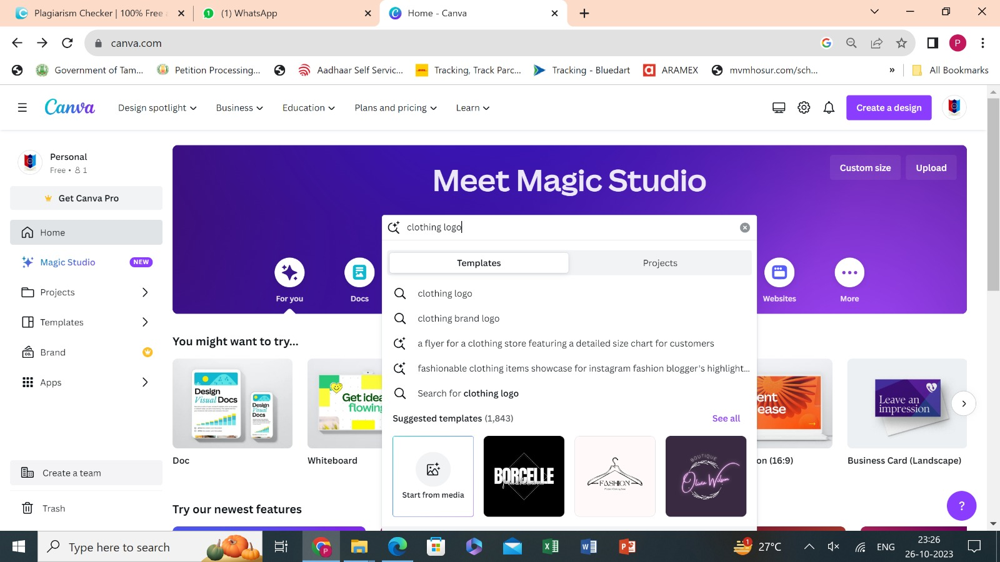 Plagiarism Checker | 100% Free
(1) WhatsApp
Home - Canva
canva.com
P
Government of Tam...
Petition Processing...
Aadhaar Self Servic...
Tracking, Track Parc...
Tracking - Bluedart
ARAMEX
mvmhosur.com/sch...
»
All Bookmarks
Canva
Design spotlight
Business
Education
Plans and pricing
Learn
Create a design
Personal
Free • 1
Get Canva Pro
Home
Magic Studio NEW
Projects
Templates
Brand
Apps
Create a team
Trash
Meet Magic Studio
Custom size
Upload
clothing logo
Templates
Projects
For you
Docs
Websites
More
clothing logo
clothing brand logo
a flyer for a clothing store featuring a detailed size chart for customers
fashionable clothing items showcase for instagram fashion blogger's highlight...
Search for clothing logo
Suggested templates (1,843)
See all
Start from media
BORCELLE
FASHION
BOUTIQUE
Olivia Wilson
You might want to try...
Design
Visual Docs
Design
Visual
Docs
Doc
Get idea
flowing
Whiteboard
ent
ease
on (16:9)
Leave an
impression
Business Card (Landscape)
Try our newest features
?
Type here to search
P
1
27°C
ENG
23:26
26-10-2023